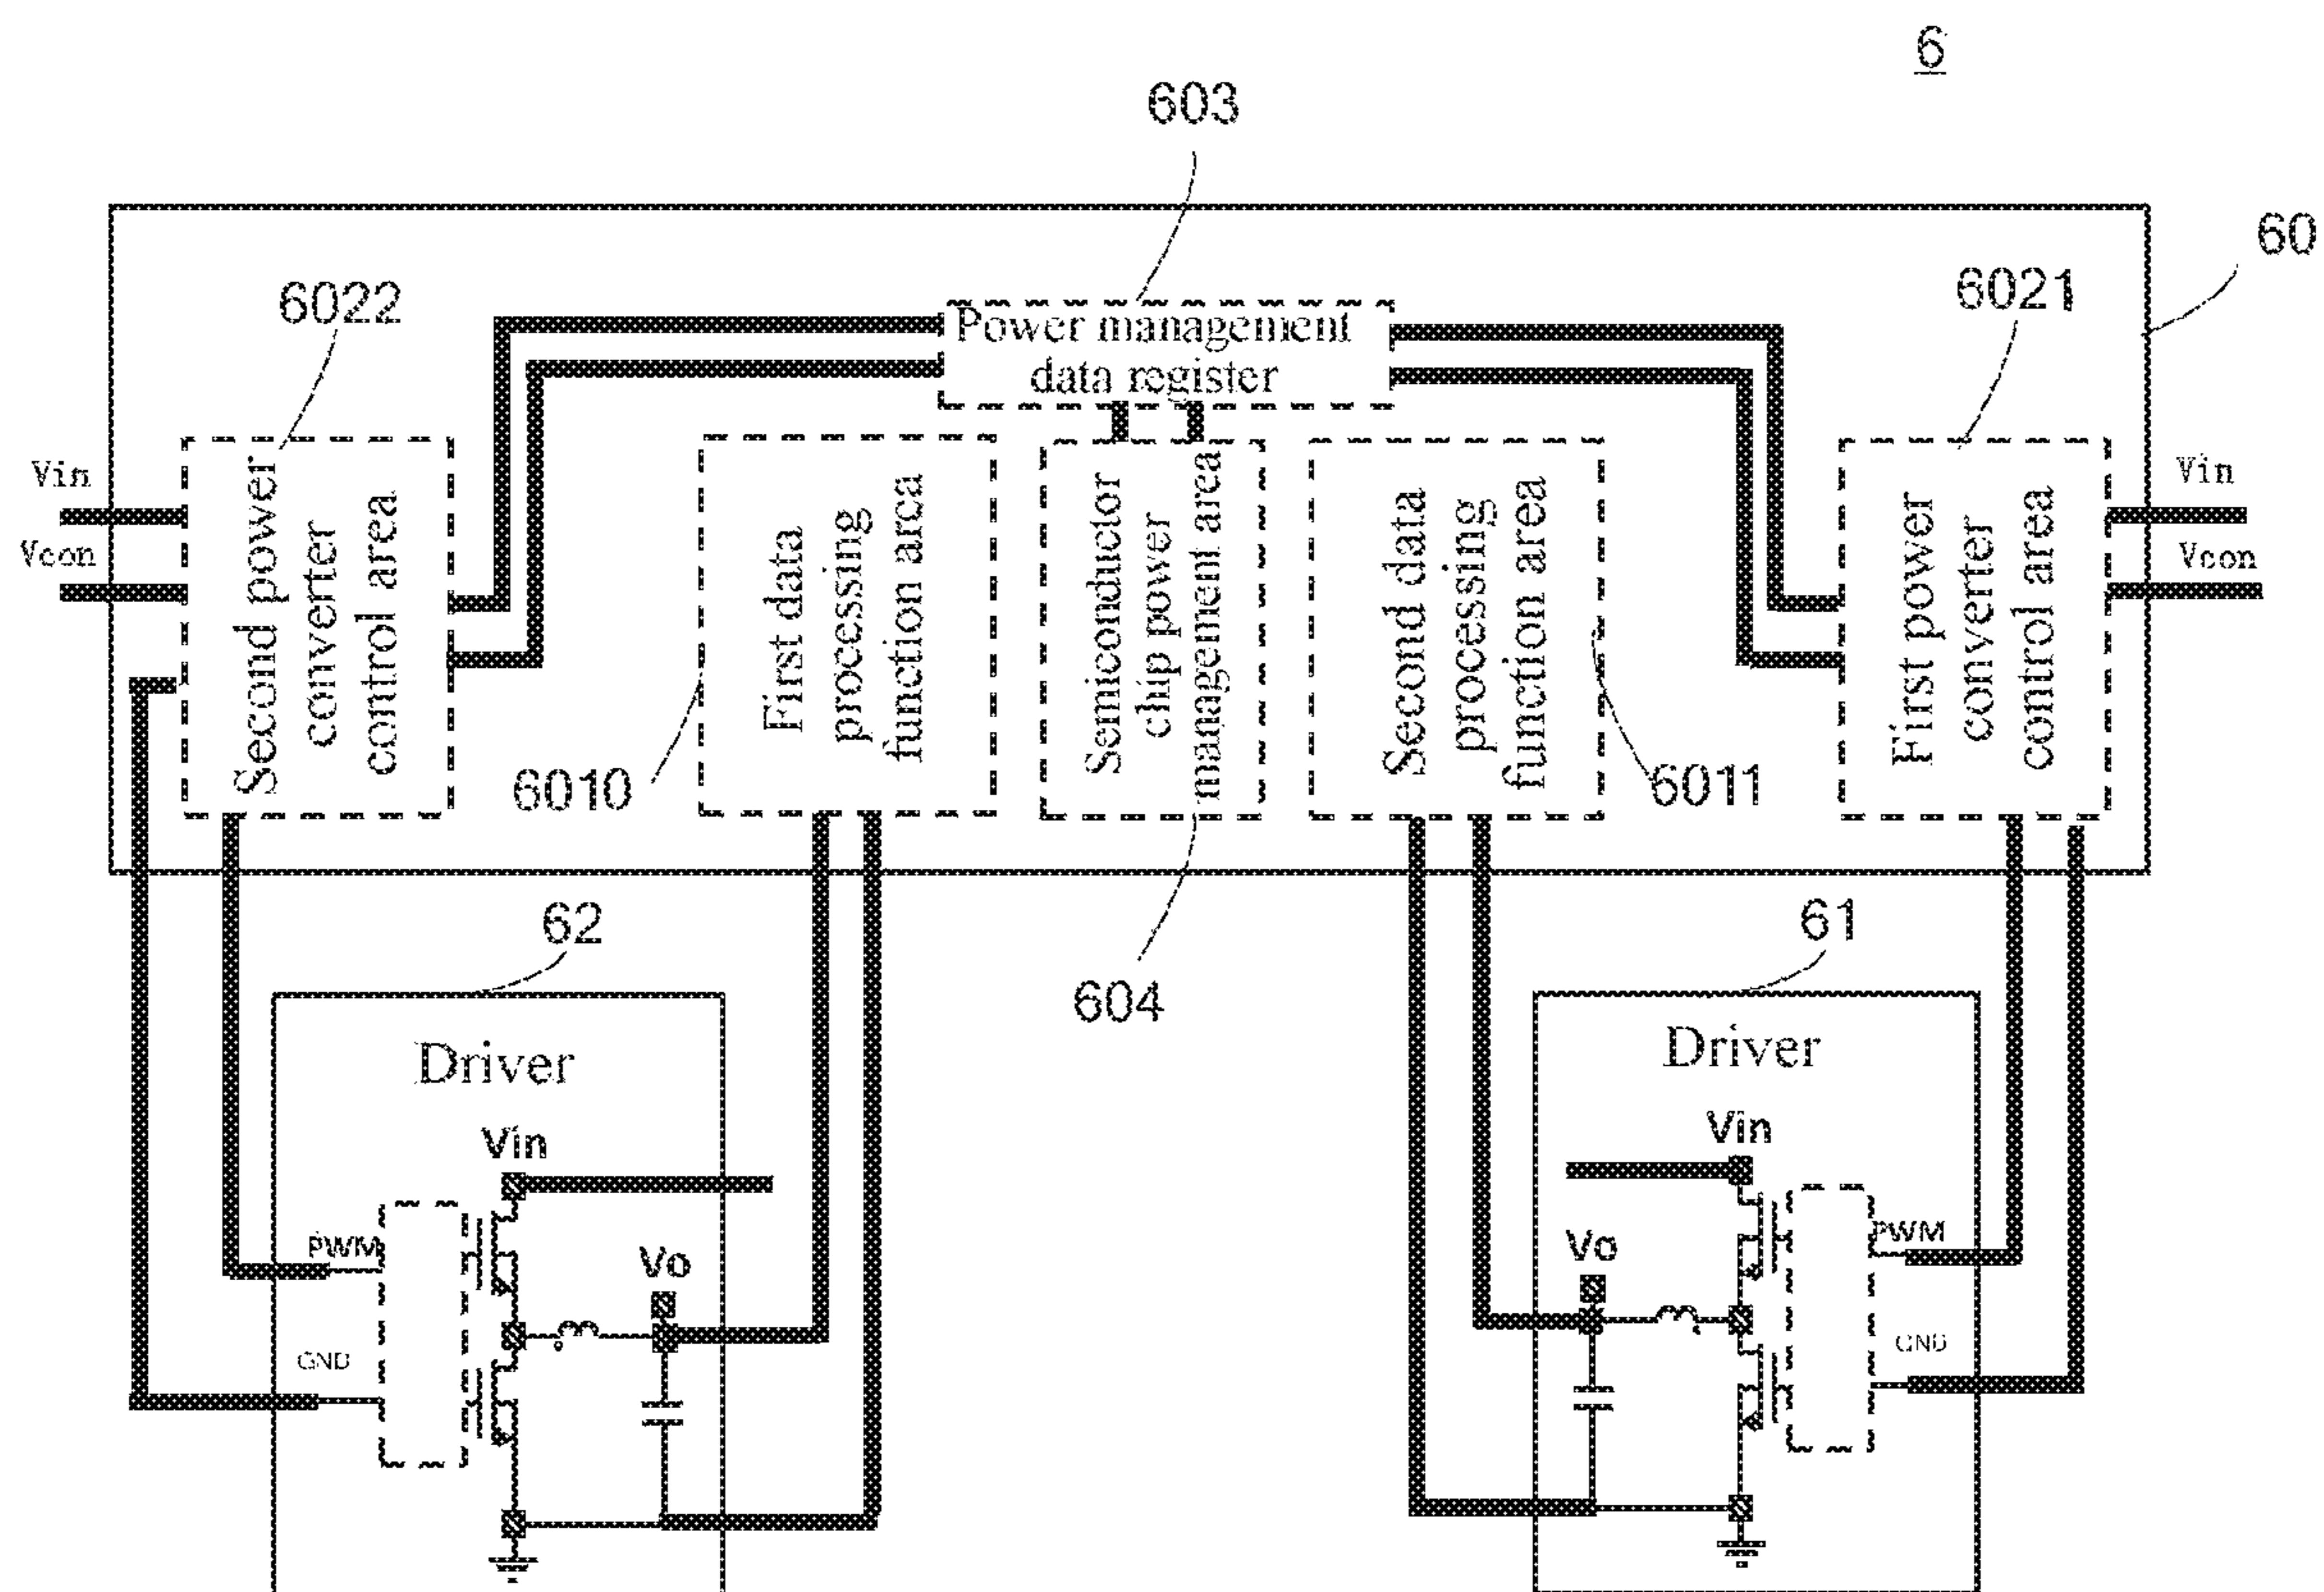 6
603
60
6022
6021
Power management
data register
Vin
Vcon
Second power
converter
control area
First data
processing
function area
6010
Semiconductor
chip power
management area
Second data
processing
function area
6011
First power
converter
control area
Vin
Vcon
62
604
61
Driver
Vin
PWM
Vo
GND
Driver
Vin
PWM
Vo
GND